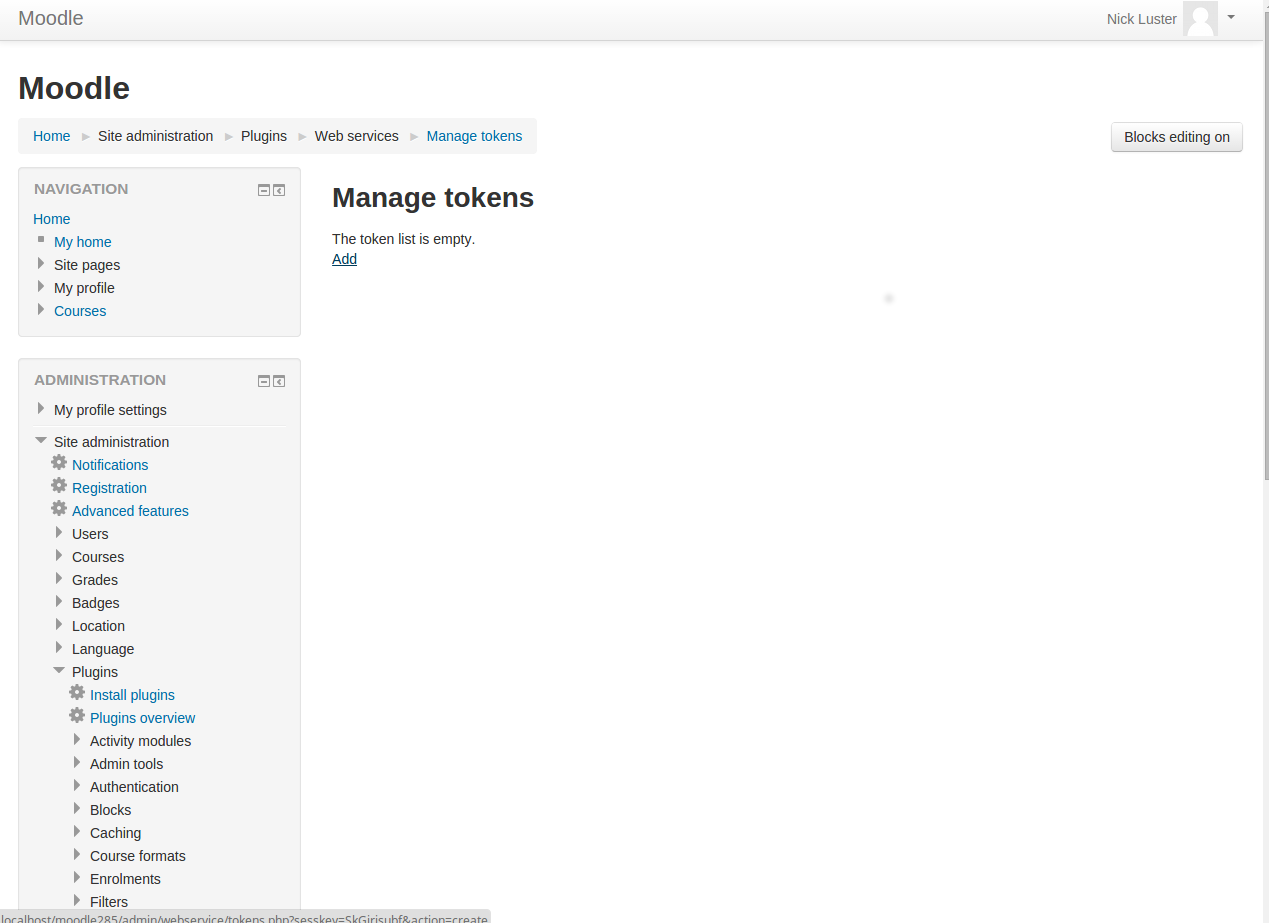 Moodle
Nick Luster
Moodle
Home Site administration Plugins Web services Manage tokens
Blocks editing on
NAVIGATION
Home
My home
Site pages
My profile
Courses
Manage tokens
The token list is empty.
Add
ADMINISTRATION
My profile settings
Site administration
Notifications
Registration
Advanced features
Users
Courses
Grades
Badges
Location
Language
Plugins
Install plugins
Plugins overview
Activity modules
Admin tools
Authentication
Blocks
Caching
Course formats
Enrolments
Filters
localhost/moodle285/admin/webservice/tokens.php?sesskey=SkGirisubf&action=create